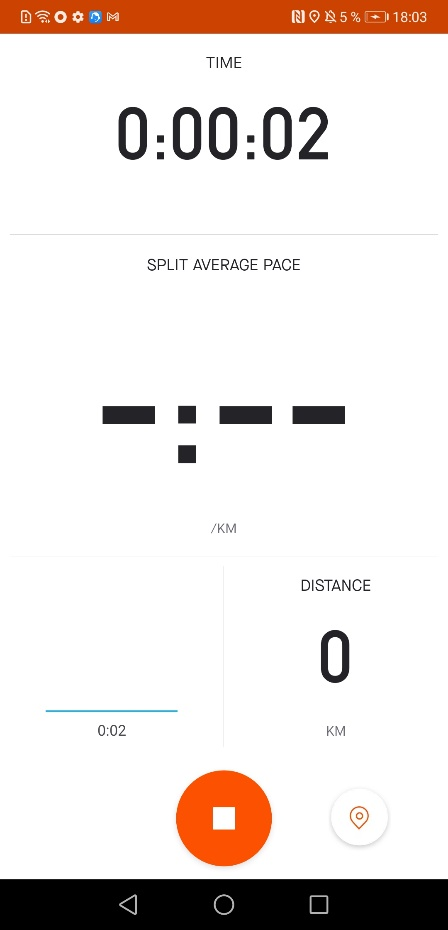 5 % 18:03
TIME
0:00:02
SPLIT AVERAGE PACE
-:--
/KM
DISTANCE
0
0:02
KM